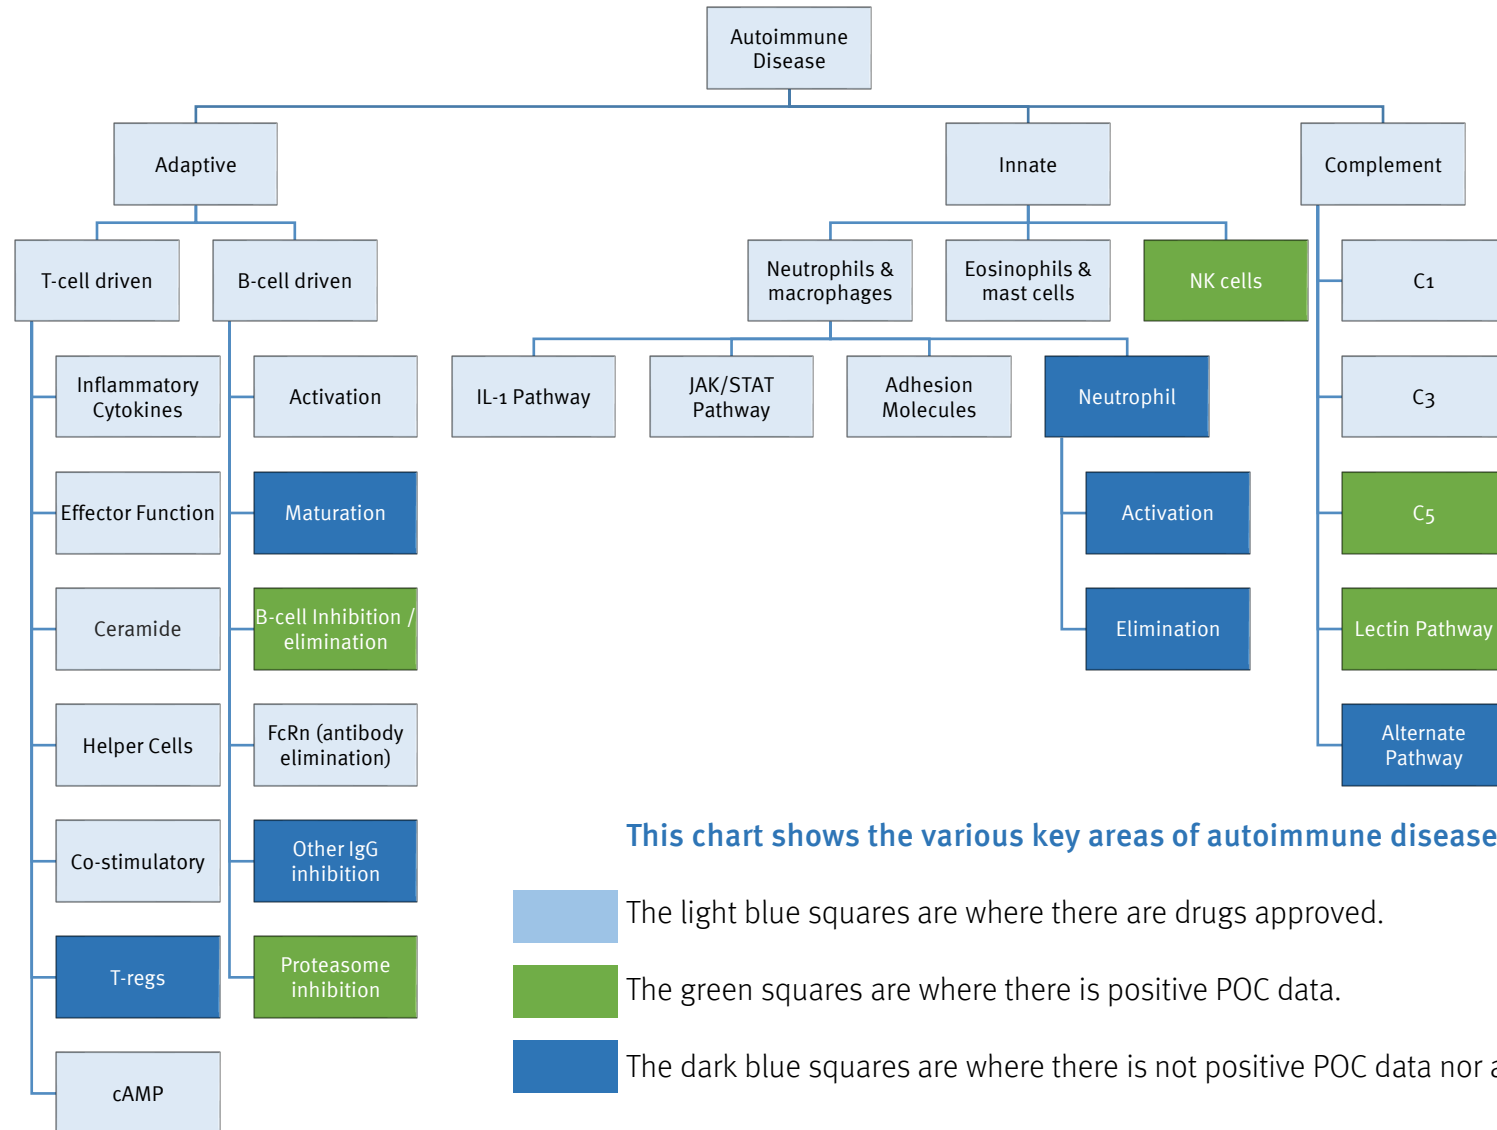 Autoimmune
Disease
Adaptive
Innate
Complement
T-cell driven
B-cell driven
Neutrophils &
macrophages
Eosinophils &
mast cells
NK cells
C1
Inflammatory
Cytokines
Activation
IL-1 Pathway
JAK/STAT
Pathway
Adhesion
Molecules
Neutrophil
C3
Effector Function
Maturation
Activation
C5
Ceramide
B-cell Inhibition /
elimination
Elimination
Lectin Pathway
Helper Cells
FcRn (antibody
elimination)
Alternate
Pathway
Co-stimulatory
Other IgG
inhibition
T-regs
Proteasome
inhibition
cAMP
This chart shows the various key areas of autoimmune disease
The light blue squares are where there are drugs approved.
The green squares are where there is positive POC data.
The dark blue squares are where there is not positive POC data nor